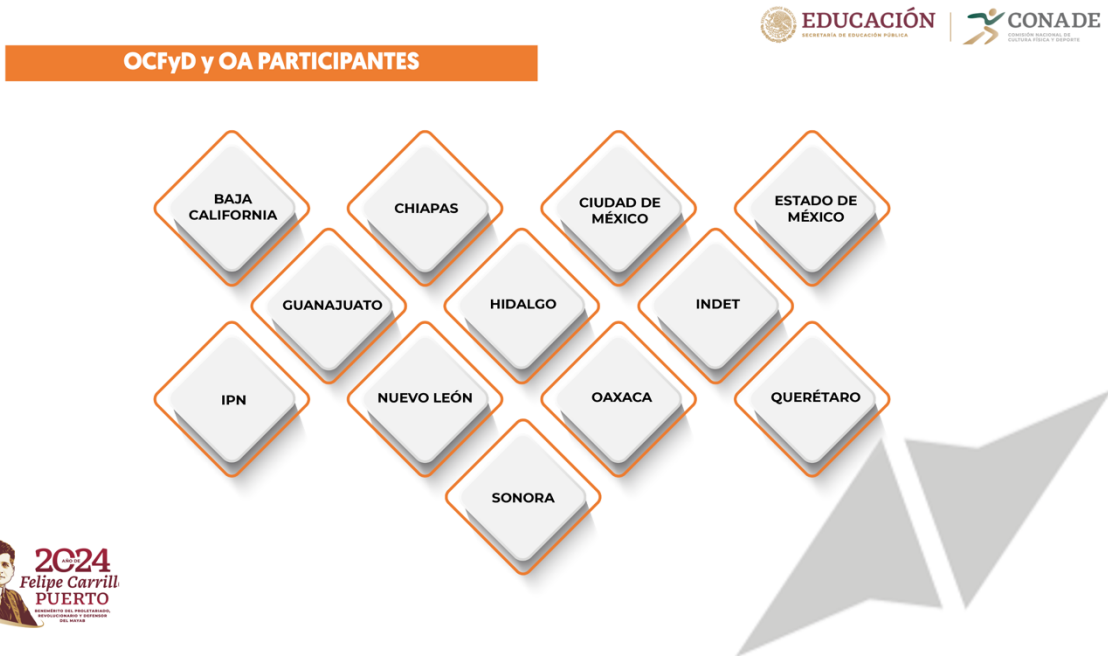 EDUCACIÓN
SECRETARÍA DE EDUCACIÓN PÚBLICA
CONADE
COMISIÓN NACIONAL DE
CULTURA FÍSICA Y DEPORTE
OCFyD y OA PARTICIPANTES
BAJA
CALIFORNIA
CHIAPAS
CIUDAD DE
MÉXICO
ESTADO DE
MÉXICO
GUANAJUATO
HIDALGO
INDET
IPN
NUEVO LEÓN
OAXACA
QUERÉTARO
SONORA
2024
AÑO DE
Felipe Carrill
PUERTO
BENEMÉRITO DEL PROLETARIADO,
REVOLUCIONARIO Y DEFENSOR
DEL MAYAB